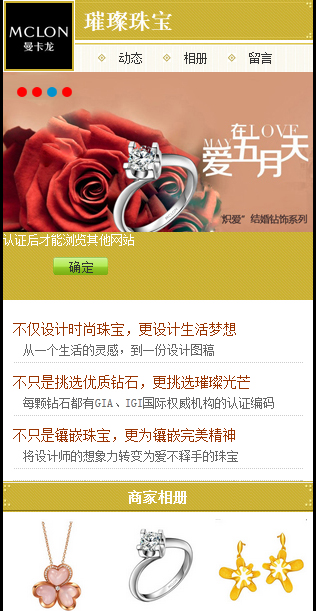 MCLON
曼卡龙
璀璨珠宝
动态
相册
留言
在LOVE
MAY
爱五月天
“炽爱”结婚钻饰系列
认证后才能浏览其他网站
确定
不仅设计时尚珠宝，更设计生活梦想
从一个生活的灵感，到一份设计图稿
不只是挑选优质钻石，更挑选璀璨光芒
每颗钻石都有GIA、IGI国际权威机构的认证编码
不只是镶嵌珠宝，更为镶嵌完美精神
将设计师的想象力转变为爱不释手的珠宝
商家相册